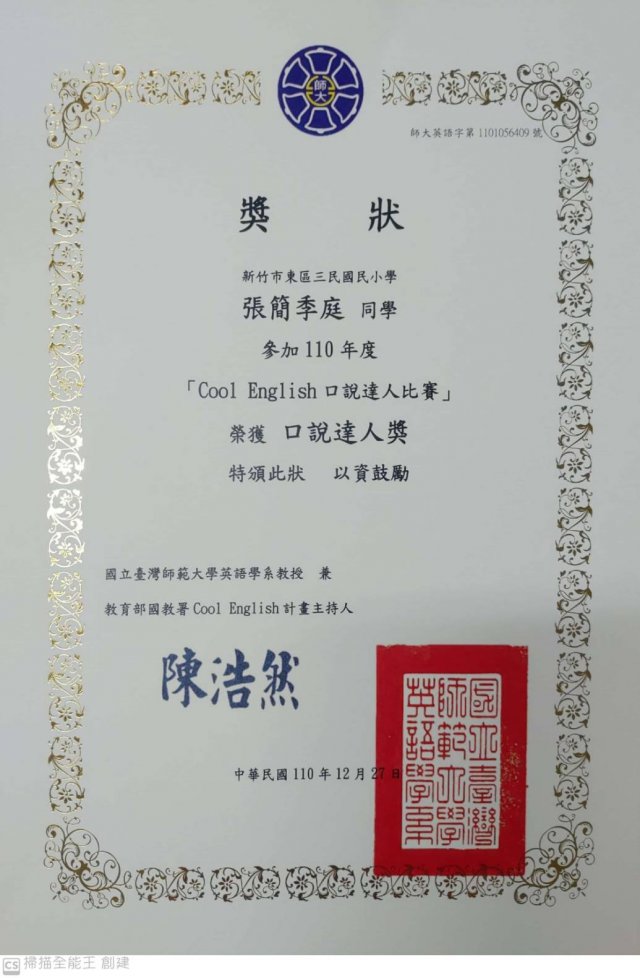 師大
師大英語字第 1101056409 號
獎 狀
新竹市東區三民國民小學
張簡季庭 同學
參加 110 年度
「Cool English 口說達人比賽」
榮獲 口說達人獎
特頒此狀 以資鼓勵
國立臺灣師範大學英語學系教授 兼
教育部國教署 Cool English 計畫主持人
陳浩然
國立臺灣師範大學英語學系
中華民國 110 年 12 月 27 日
CS 掃描全能王 創建